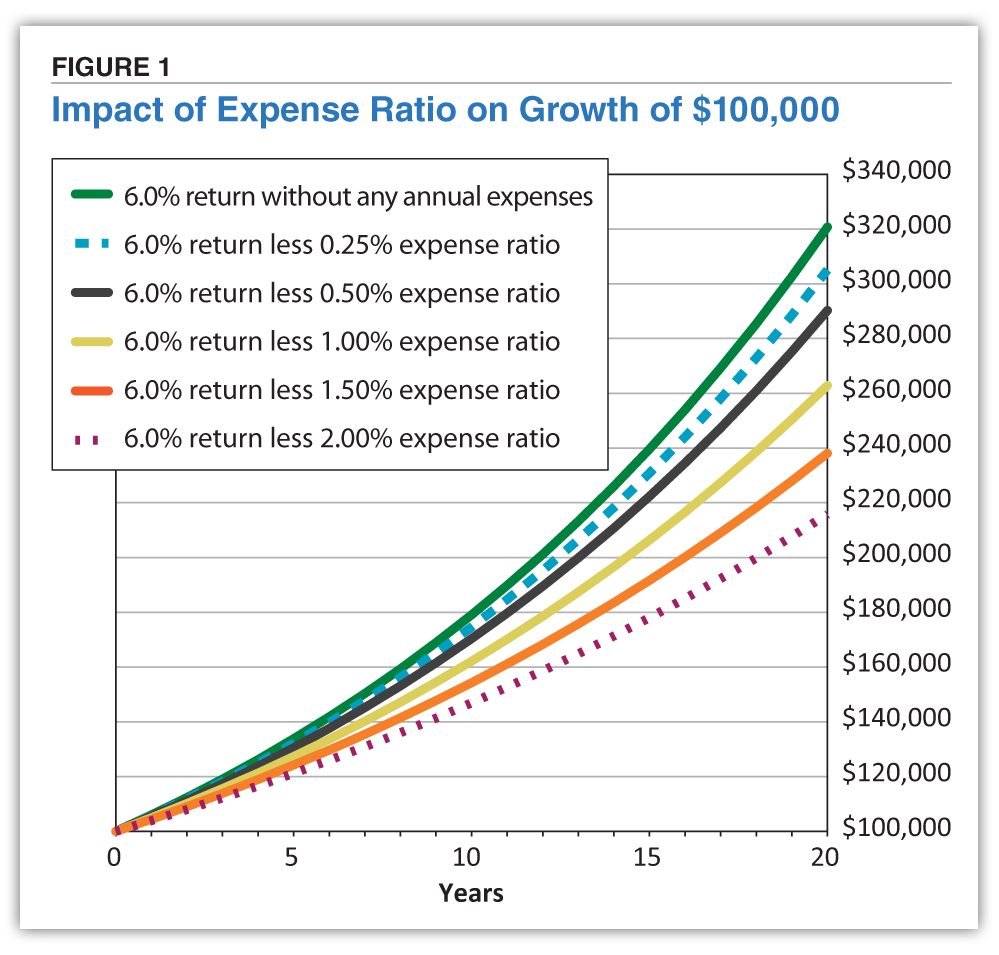 FIGURE 1
Impact of Expense Ratio on Growth of $100,000
6.0% return without any annual expenses
6.0% return less 0.25% expense ratio
6.0% return less 0.50% expense ratio
6.0% return less 1.00% expense ratio
6.0% return less 1.50% expense ratio
6.0% return less 2.00% expense ratio
$340,000
$320,000
$300,000
$280,000
$260,000
$240,000
$220,000
$200,000
$180,000
$160,000
$140,000
$120,000
$100,000
0 5 10 15 20
Years